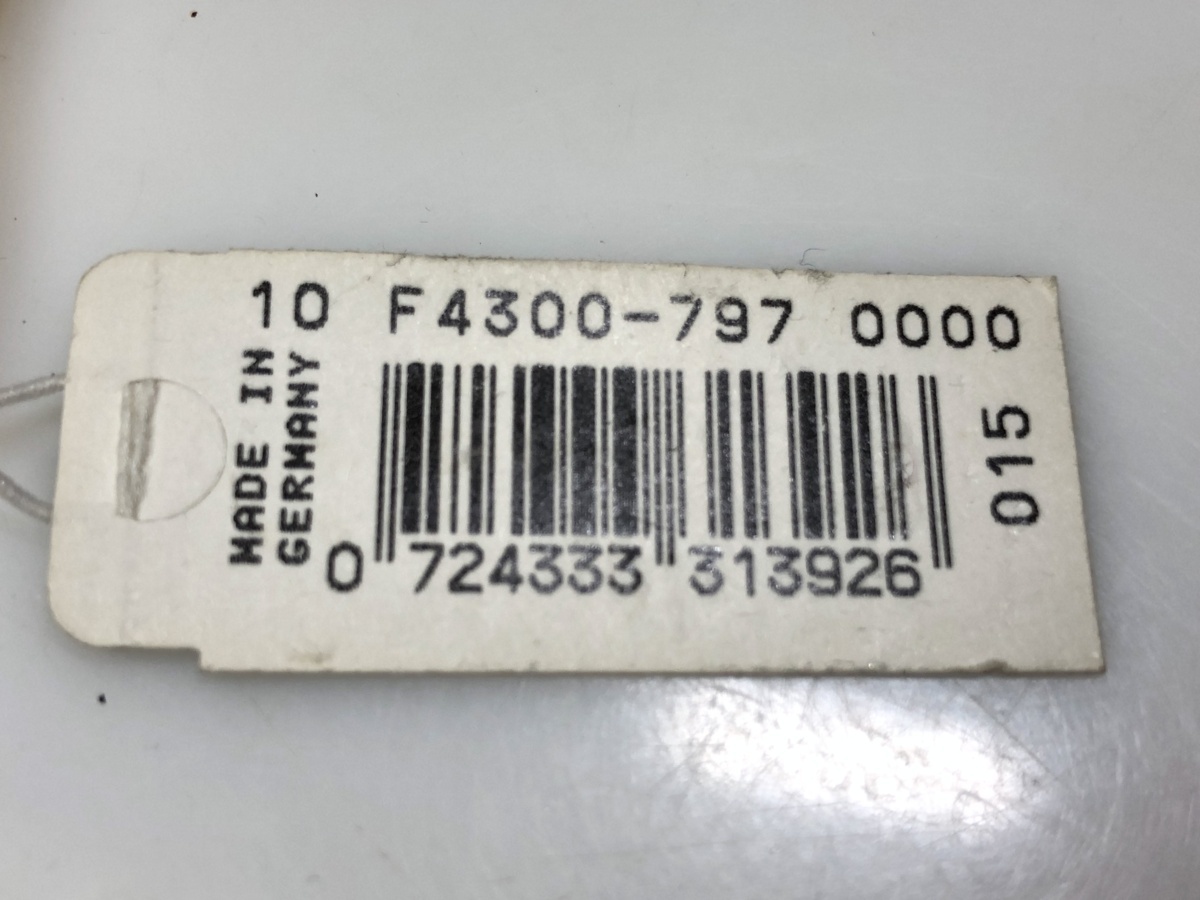 10 F4300-797 0000
MADE IN
GERMANY
015
0 724333 313926